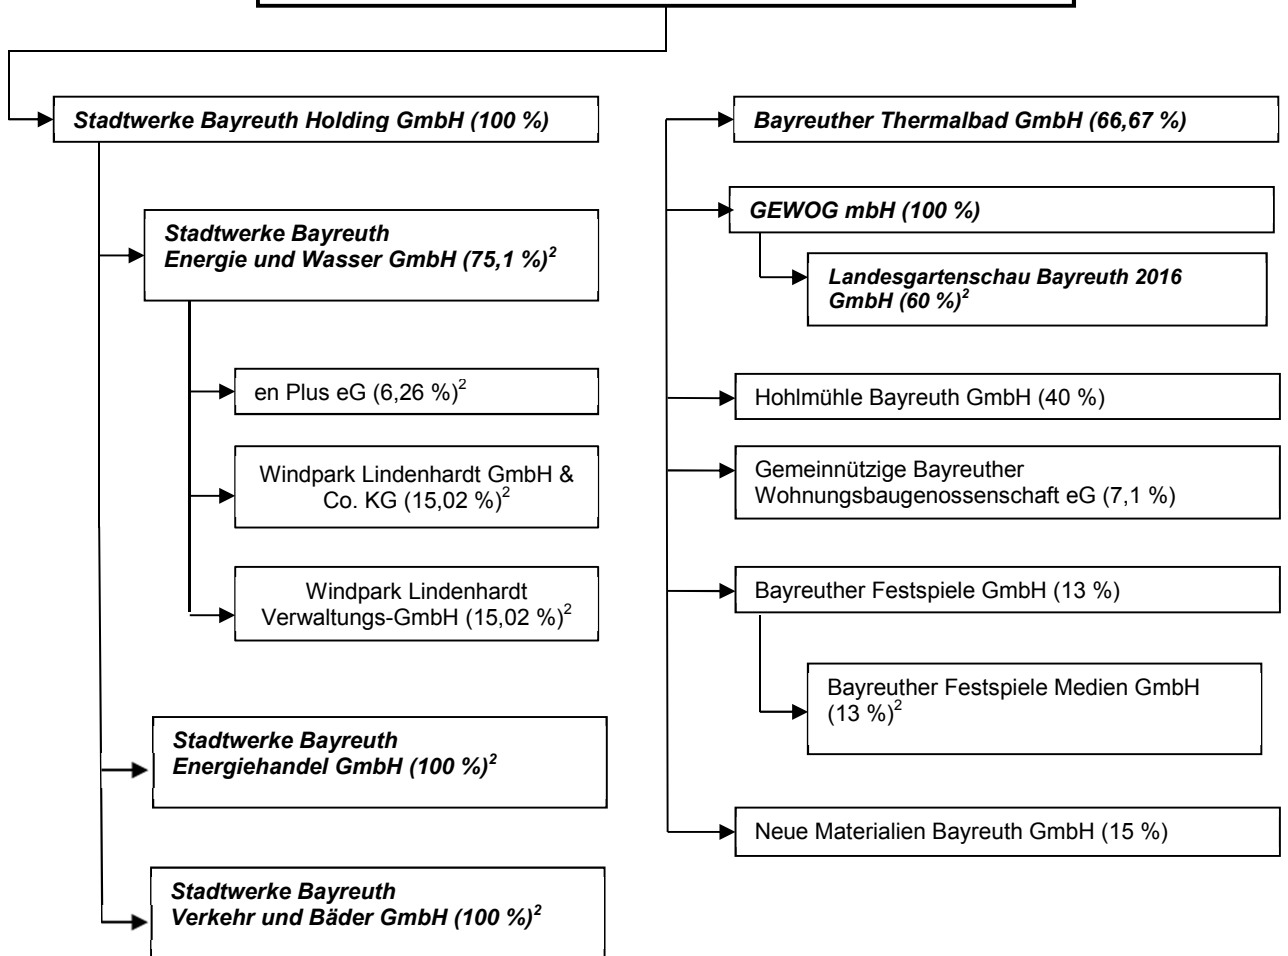 Stadtwerke Bayreuth Holding GmbH (100 %)
Stadtwerke Bayreuth
Energie und Wasser GmbH (75,1 %)²
en Plus eG (6,26 %)²
Windpark Lindenhardt GmbH &
Co. KG (15,02 %)²
Windpark Lindenhardt
Verwaltungs-GmbH (15,02 %)²
Stadtwerke Bayreuth
Energiehandel GmbH (100 %)²
Stadtwerke Bayreuth
Verkehr und Bäder GmbH (100 %)²
Bayreuther Thermalbad GmbH (66,67 %)
GEWOG mbH (100 %)
Landesgartenschau Bayreuth 2016
GmbH (60 %)²
Hohlmühle Bayreuth GmbH (40 %)
Gemeinnützige Bayreuther
Wohnungsbaugenossenschaft eG (7,1 %)
Bayreuther Festspiele GmbH (13 %)
Bayreuther Festspiele Medien GmbH
(13 %)²
Neue Materialien Bayreuth GmbH (15 %)